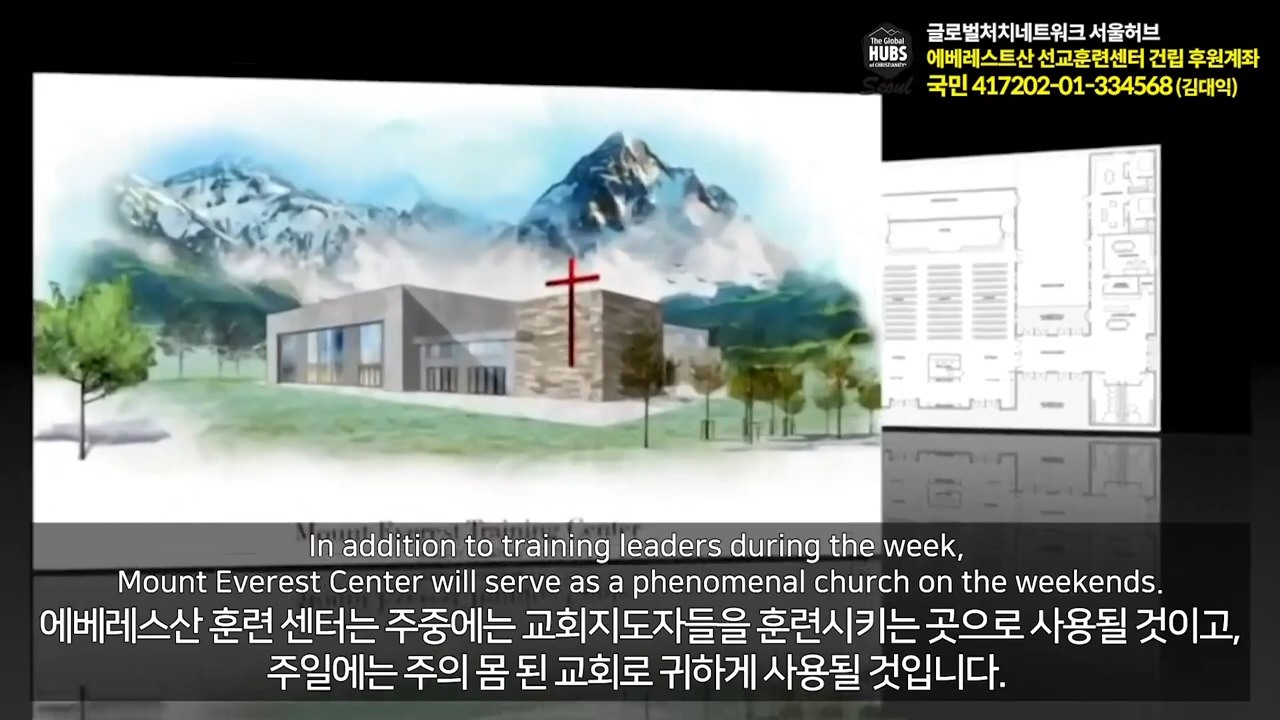 The Global
HUBS
of CHRISTIANITY
Seoul
글로벌처치네트워크 서울허브
에베레스트산 선교훈련센터 건립 후원계좌
국민 417202-01-334568 (김대익)
Mount Everest Training Center
In addition to training leaders during the week,
Mount Everest Center will serve as a phenomenal church on the weekends.
에베레스산 훈련 센터는 주중에는 교회지도자들을 훈련시키는 곳으로 사용될 것이고,
주일에는 주의 몸 된 교회로 귀하게 사용될 것입니다.